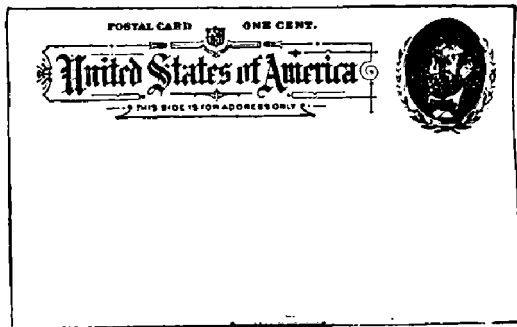 POSTAL CARD ONE CENT.
United States of America
THIS SIDE IS FOR ADDRESS ONLY